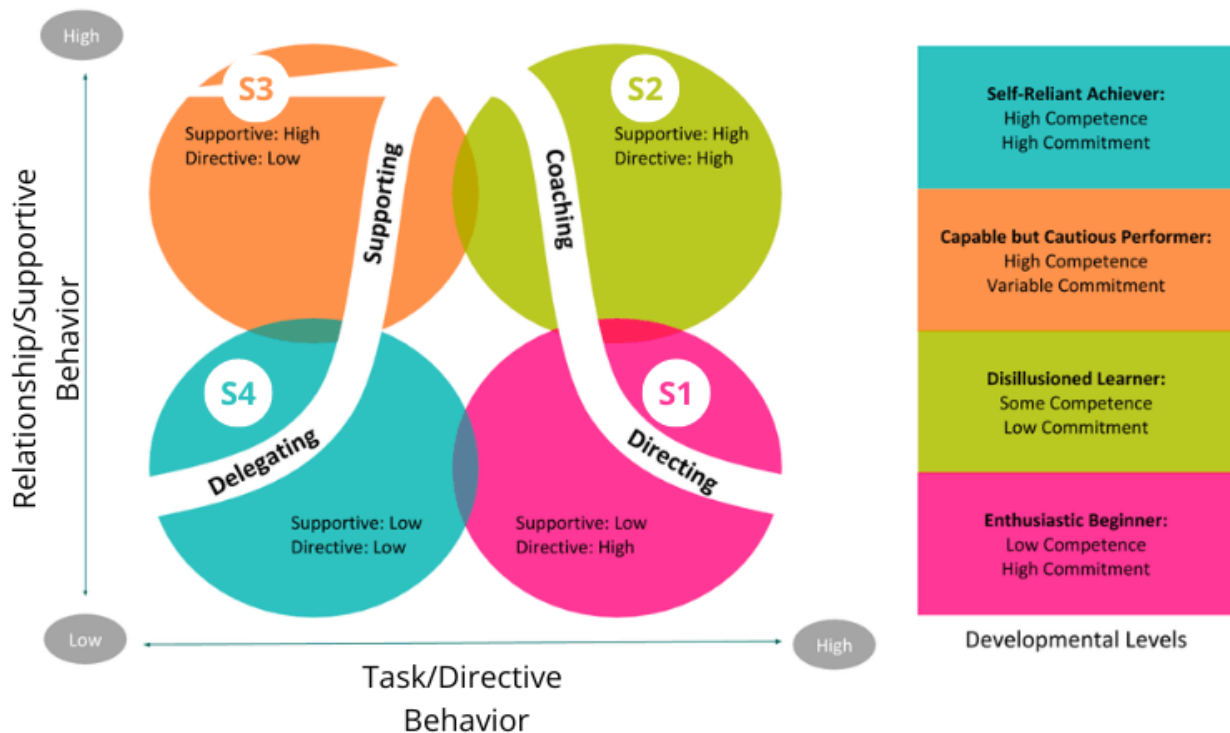 High
Relationship/Supportive
Behavior
Low
S3
Supportive: High
Directive: Low
Supporting
S2
Supportive: High
Directive: High
Coaching
S4
Delegating
Supportive: Low
Directive: Low
S1
Directing
Supportive: Low
Directive: High
High
Task/Directive
Behavior
Self-Reliant Achiever:
High Competence
High Commitment
Capable but Cautious Performer:
High Competence
Variable Commitment
Disillusioned Learner:
Some Competence
Low Commitment
Enthusiastic Beginner:
Low Competence
High Commitment
Developmental Levels